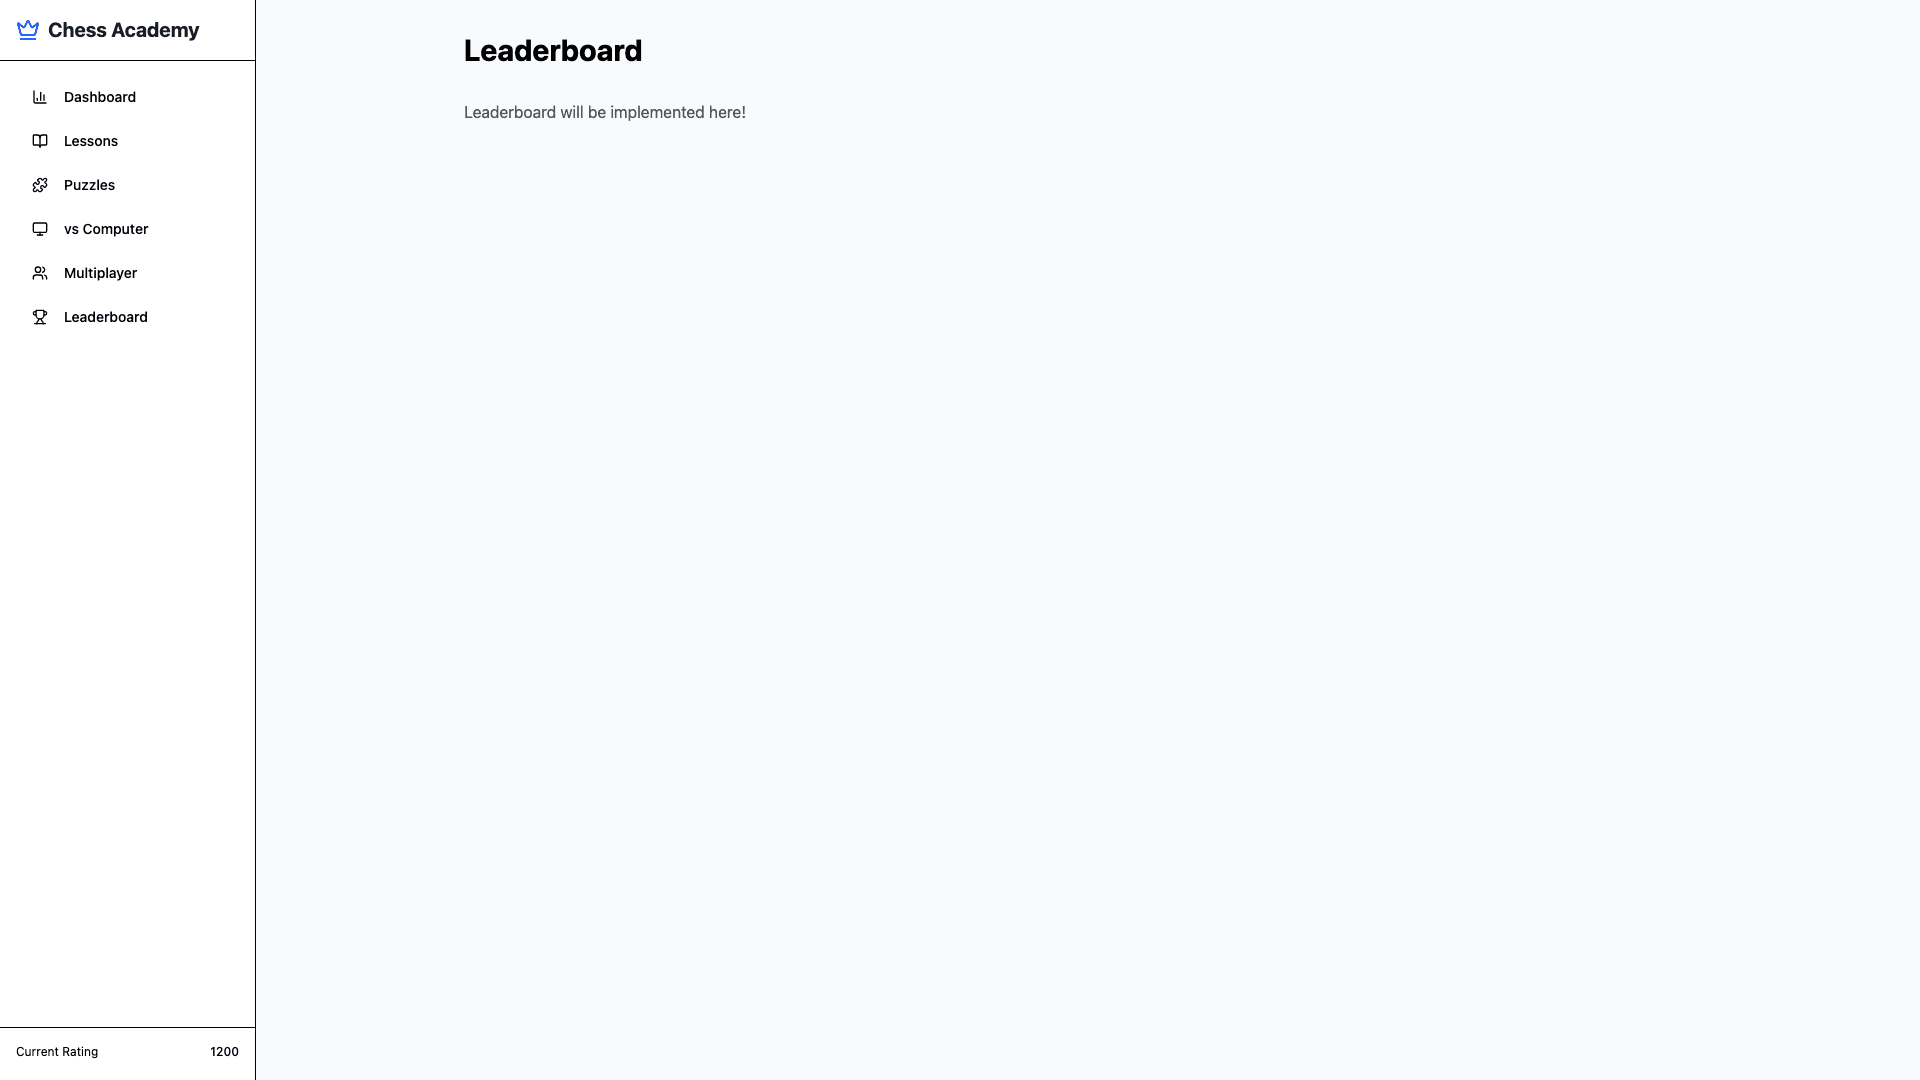 Chess Academy
Dashboard
Lessons
Puzzles
vs Computer
Multiplayer
Leaderboard
Current Rating 1200
Leaderboard
Leaderboard will be implemented here!